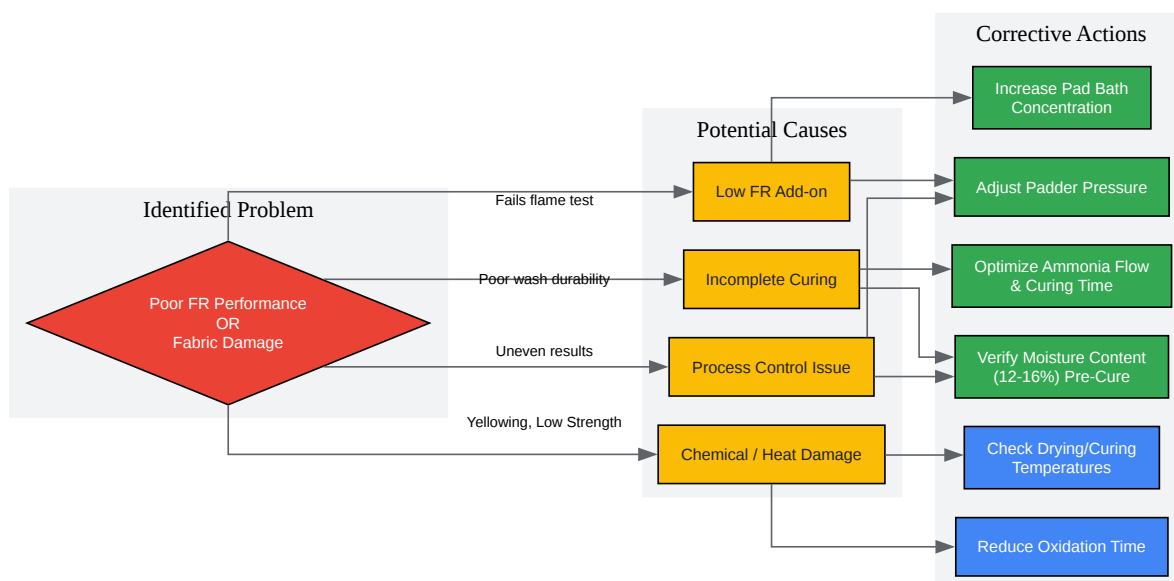 Identified Problem
Poor FR Performance
OR
Fabric Damage
Fails flame test
Poor wash durability
Uneven results
Yellowing, Low Strength
Potential Causes
Low FR Add-on
Incomplete Curing
Process Control Issue
Chemical / Heat Damage
Corrective Actions
Increase Pad Bath
Concentration
Adjust Padder Pressure
Optimize Ammonia Flow
& Curing Time
Verify Moisture Content
(12-16%) Pre-Cure
Check Drying/Curing
Temperatures
Reduce Oxidation Time